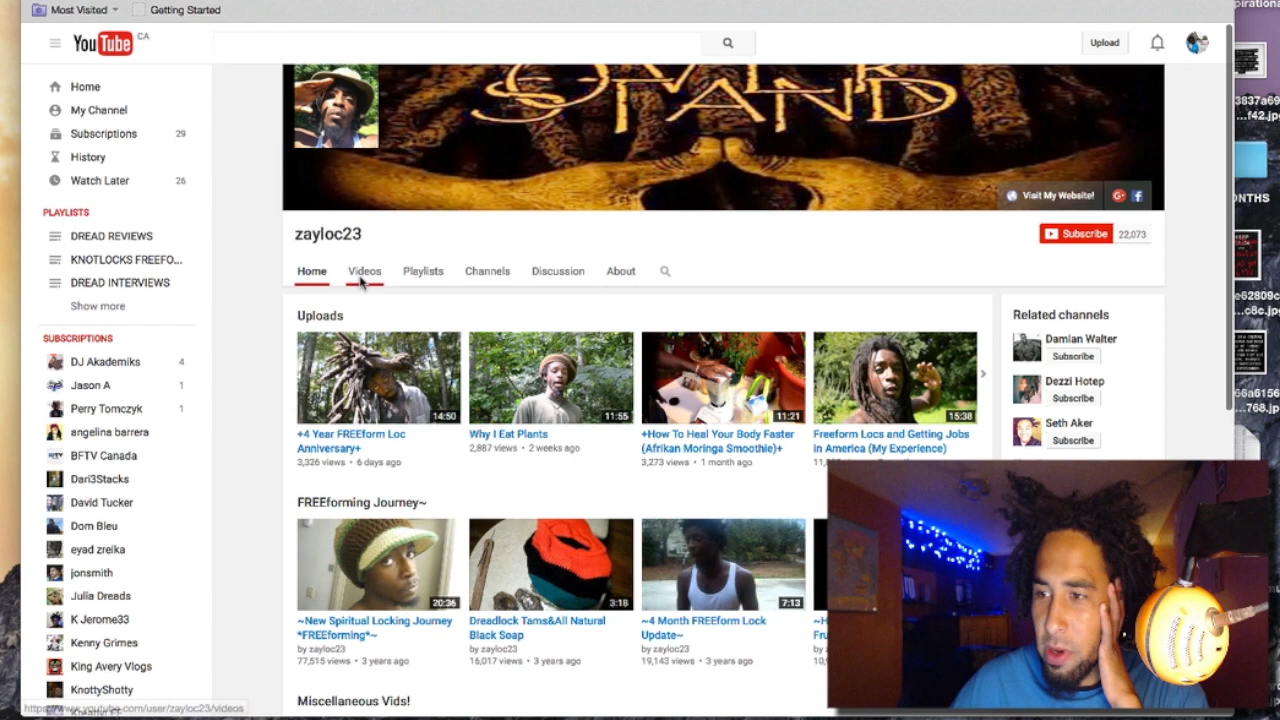 Most Visited
Getting Started
YouTube CA
Upload
Home
My Channel
Subscriptions 29
History
Watch Later 26
PLAYLISTS
DREAD REVIEWS
KNOTLOCKS FREEFO...
DREAD INTERVIEWS
Show more
SUBSCRIPTIONS
DJ Akademiks 4
Jason A 1
Perry Tomczyk 1
angelina barrera
BFTV Canada
Dari3Stacks
David Tucker
Dom Bleu
eyad zreika
jonsmith
Julia Dreads
K Jerome33
Kenny Grimes
King Avery Vlogs
KnottyShotty
https://www.youtube.com/user/zayloc23/videos
STAND
Visit My Website!
zayloc23
Subscribe 22,073
Home Videos Playlists Channels Discussion About
Uploads
14:50
+4 Year FREEform Loc
Anniversary+
3,326 views • 6 days ago
11:55
Why I Eat Plants
2,887 views • 2 weeks ago
11:21
+How To Heal Your Body Faster
(Afrikan Moringa Smoothie)+
3,273 views • 1 month ago
15:38
Freeform Locs and Getting Jobs
in America (My Experience)
FREEforming Journey~
20:36
~New Spiritual Locking Journey
*FREEforming*~
by zayloc23
77,515 views • 3 years ago
3:18
Dreadlock Tams&All Natural
Black Soap
by zayloc23
16,017 views • 3 years ago
7:13
~4 Month FREEform Lock
Update~
by zayloc23
19,143 views • 3 years ago
Miscellaneous Vids!
Related channels
Damian Walter
Subscribe
Dezzi Hotep
Subscribe
Seth Aker
Subscribe
3837a69
...f42.jpg
ONTHS
e62809c
...c8c.jpg
66a6156
...768.jpg